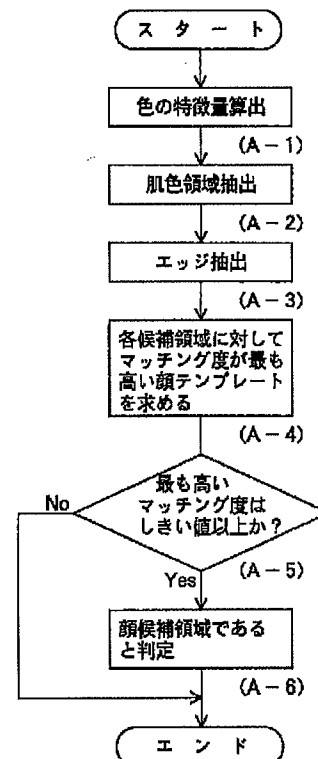 スタート
色の特徴量算出
(A-1)
肌色領域抽出
(A-2)
エッジ抽出
(A-3)
各候補領域に対して
マッチング度が最も
高い顔テンプレート
を求める
(A-4)
最も高い
マッチング度は
しきい値以上か?
No
Yes
(A-5)
顔候補領域である
と判定
(A-6)
エンド